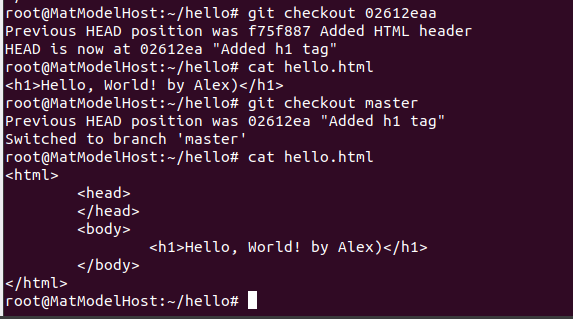 root@MatModelHost:~/hello# git checkout 02612eaa
Previous HEAD position was f75f887 Added HTML header
HEAD is now at 02612ea "Added h1 tag"
root@MatModelHost:~/hello# cat hello.html
<h1>Hello, World! by Alex)</h1>
root@MatModelHost:~/hello# git checkout master
Previous HEAD position was 02612ea "Added h1 tag"
Switched to branch 'master'
root@MatModelHost:~/hello# cat hello.html
<html>
        <head>
        </head>
        <body>
                <h1>Hello, World! by Alex)</h1>
        </body>
</html>
root@MatModelHost:~/hello#